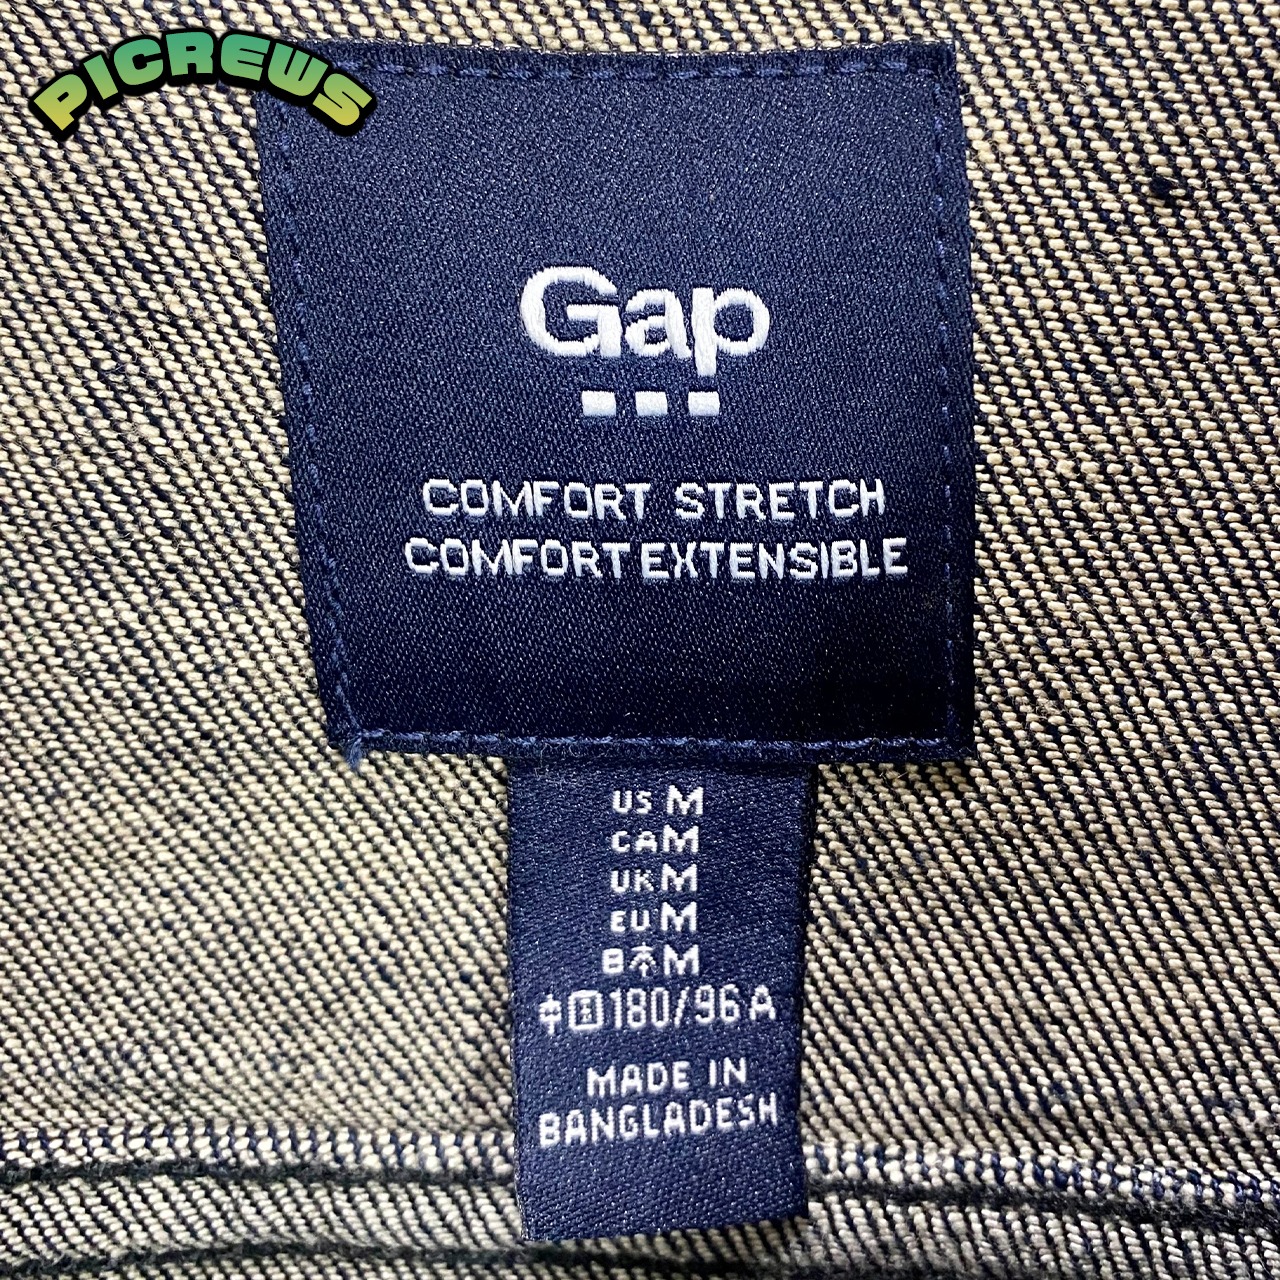 PICREWS
Gap
COMFORT STRETCH
COMFORT EXTENSIBLE
US M
CA M
UK M
EU M
日本 M
中国 180/96A
MADE IN
BANGLADESH